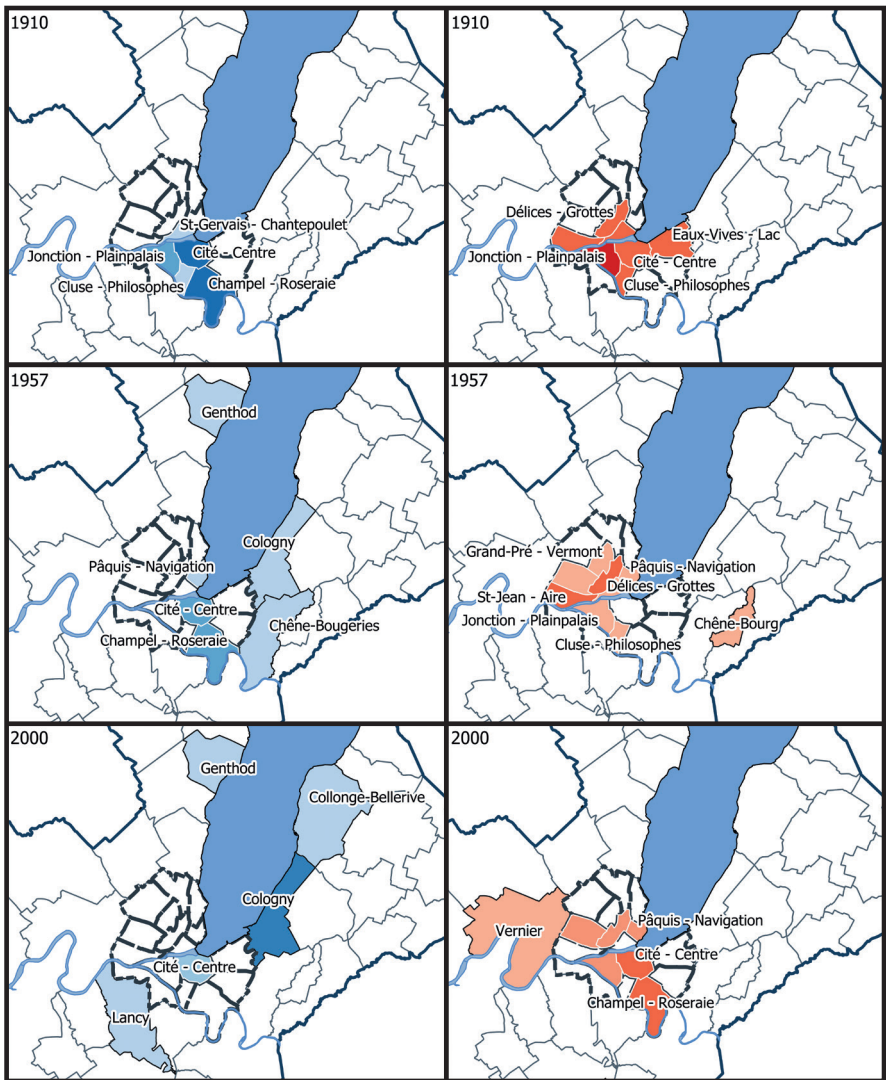 1910
St-Gervais - Chantepoulet
Cité - Centre
Jonction - Plainpalais
Champel - Roseraie
Cluse - Philosophes
1910
Délices - Grottes
Eaux-Vives - Lac
Jonction - Plainpalais
Cité - Centre
Cluse - Philosophes
1957
Genthod
Cologny
Pâquis - Navigation
Cité - Centre
Chêne-Bougeries
Champel - Roseraie
1957
Grand-Pré - Vermont
Pâquis - Navigation
Délices - Grottes
St-Jean - Aire
Jonction - Plainpalais
Chêne-Bourg
Cluse - Philosophes
2000
Genthod
Collonge-Bellerive
Cologny
Cité - Centre
Lancy
2000
Pâquis - Navigation
Vernier
Cité - Centre
Champel - Roseraie